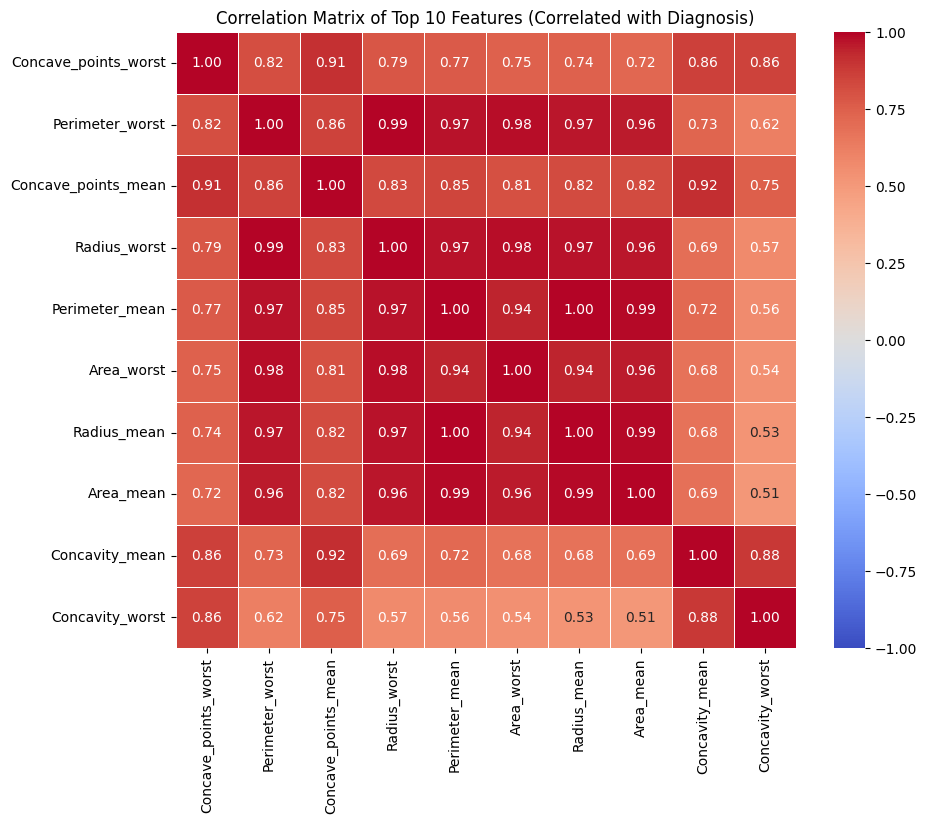 Correlation Matrix of Top 10 Features (Correlated with Diagnosis)
Concave_points_worst 1.00 0.82 0.91 0.79 0.77 0.75 0.74 0.72 0.86 0.86
Perimeter_worst 0.82 1.00 0.86 0.99 0.97 0.98 0.97 0.96 0.73 0.62
Concave_points_mean 0.91 0.86 1.00 0.83 0.85 0.81 0.82 0.82 0.92 0.75
Radius_worst 0.79 0.99 0.83 1.00 0.97 0.98 0.97 0.96 0.69 0.57
Perimeter_mean 0.77 0.97 0.85 0.97 1.00 0.94 1.00 0.99 0.72 0.56
Area_worst 0.75 0.98 0.81 0.98 0.94 1.00 0.94 0.96 0.68 0.54
Radius_mean 0.74 0.97 0.82 0.97 1.00 0.94 1.00 0.99 0.68 0.53
Area_mean 0.72 0.96 0.82 0.96 0.99 0.96 0.99 1.00 0.69 0.51
Concavity_mean 0.86 0.73 0.92 0.69 0.72 0.68 0.68 0.69 1.00 0.88
Concavity_worst 0.86 0.62 0.75 0.57 0.56 0.54 0.53 0.51 0.88 1.00
Concave_points_worst
Perimeter_worst
Concave_points_mean
Radius_worst
Perimeter_mean
Area_worst
Radius_mean
Area_mean
Concavity_mean
Concavity_worst
1.00
0.75
0.50
0.25
0.00
−0.25
−0.50
−0.75
−1.00